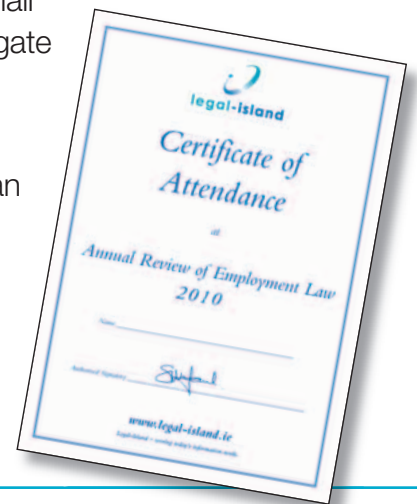 gate
an
legal-island
Certificate of
Attendance
at
Annual Review of Employment Law
2010
Name
Authorised Signatory
www.legal-island.ie